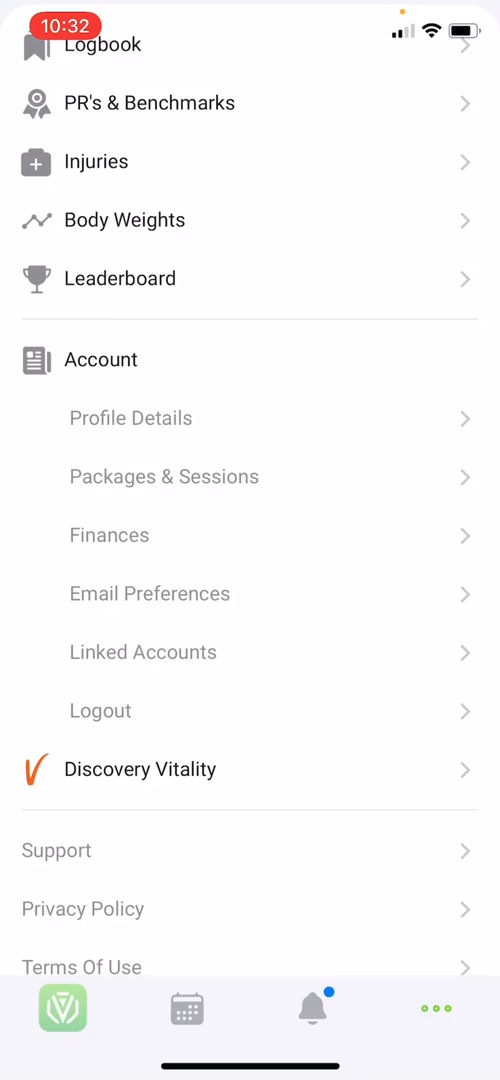 10:32
Logbook
PR's & Benchmarks
Injuries
Body Weights
Leaderboard
Account
Profile Details
Packages & Sessions
Finances
Email Preferences
Linked Accounts
Logout
Discovery Vitality
Support
Privacy Policy
Terms Of Use